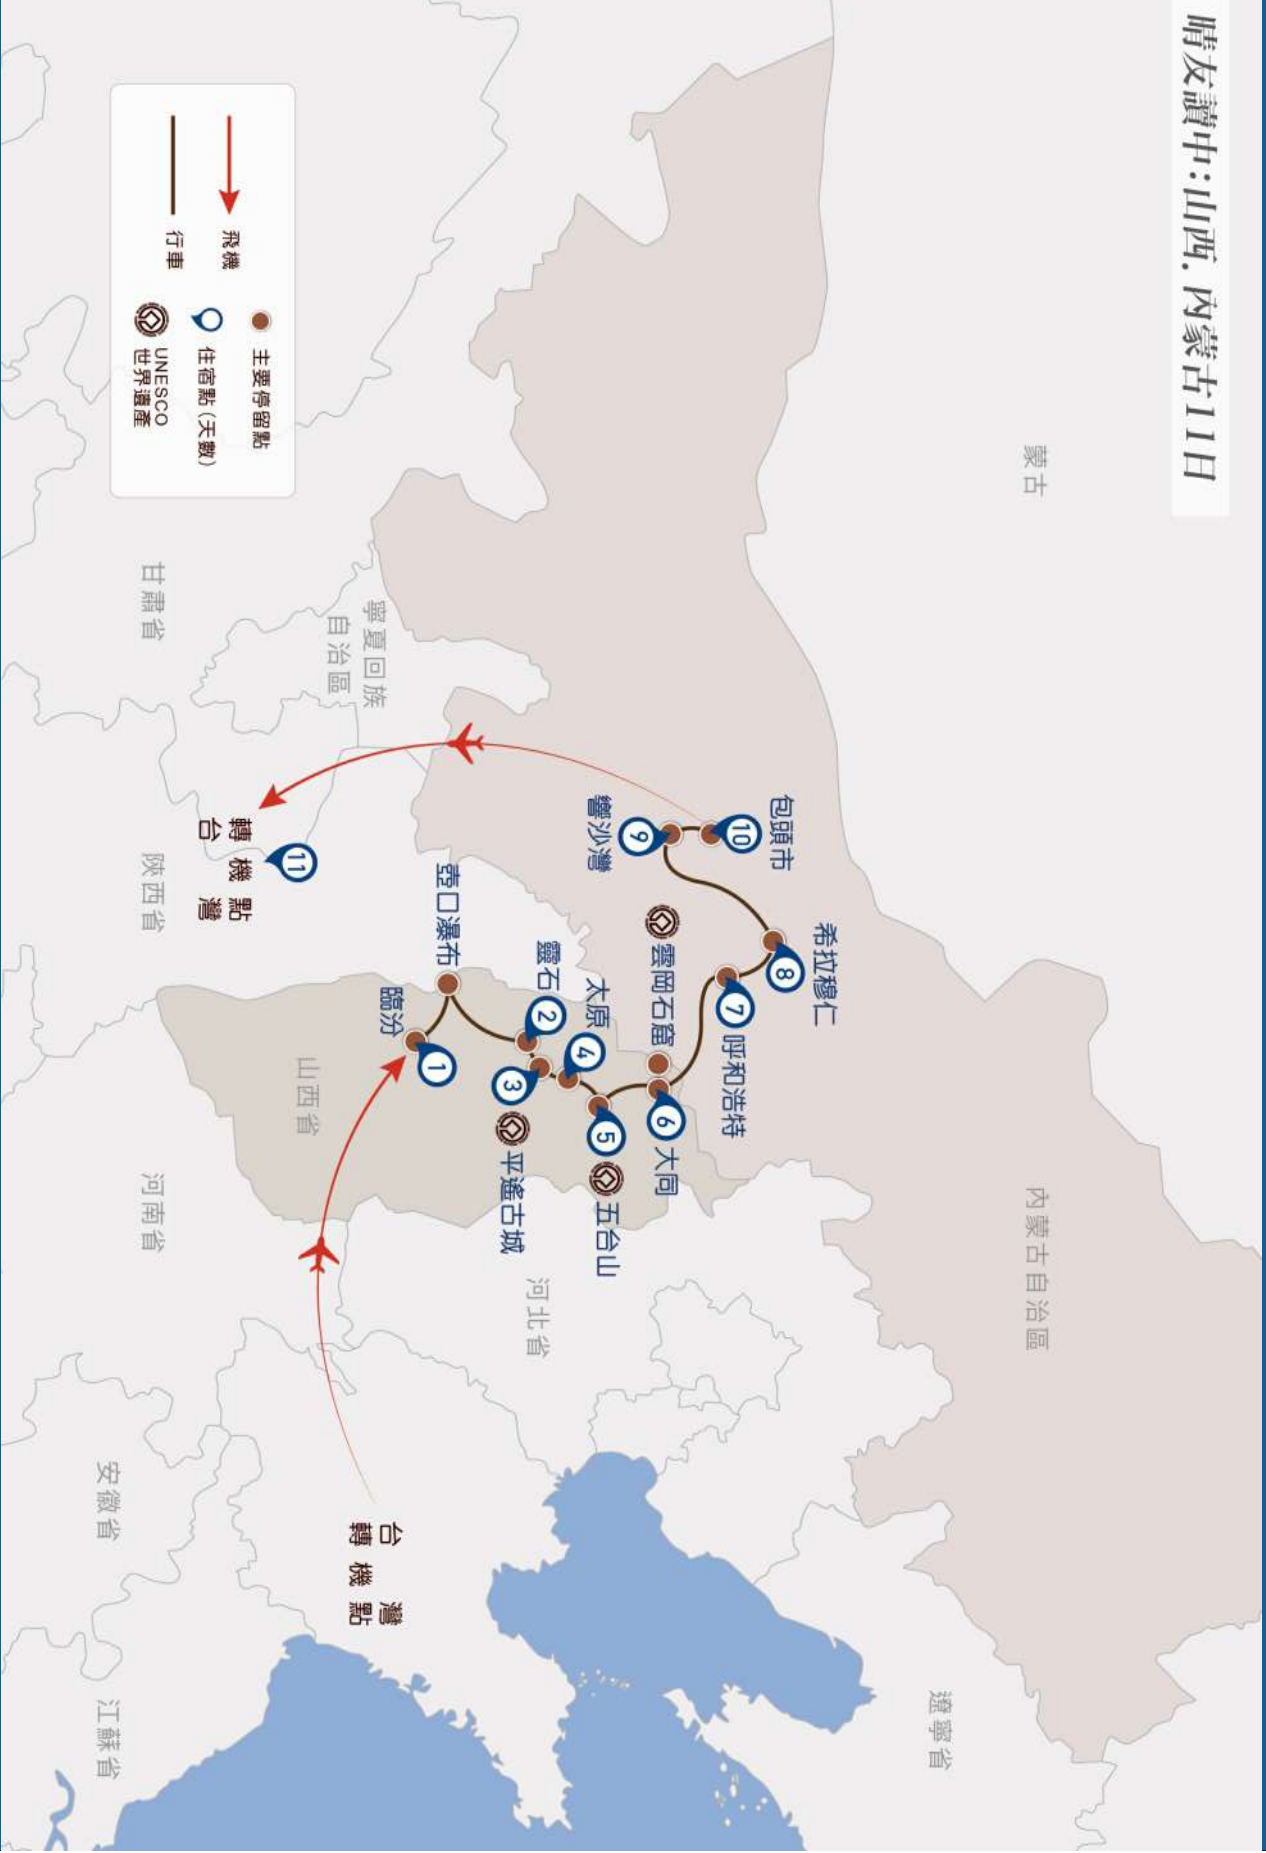 晴友讀中:山西.內蒙古11日
蒙古
內蒙古自治區
遼寧省
包頭市
10
希拉穆仁
8
呼和浩特
7
響沙灣
9
雲岡石窟
6
大同
太原
4
5
五台山
靈石
2
3
平遙古城
河北省
壺口瀑布
臨汾
1
寧夏回族
自治區
11
轉機點
台灣
山西省
台灣
轉機點
甘肅省
陝西省
河南省
安徽省
江蘇省
飛機
行車
主要停留點
住宿點(天數)
UNESCO
世界遺產